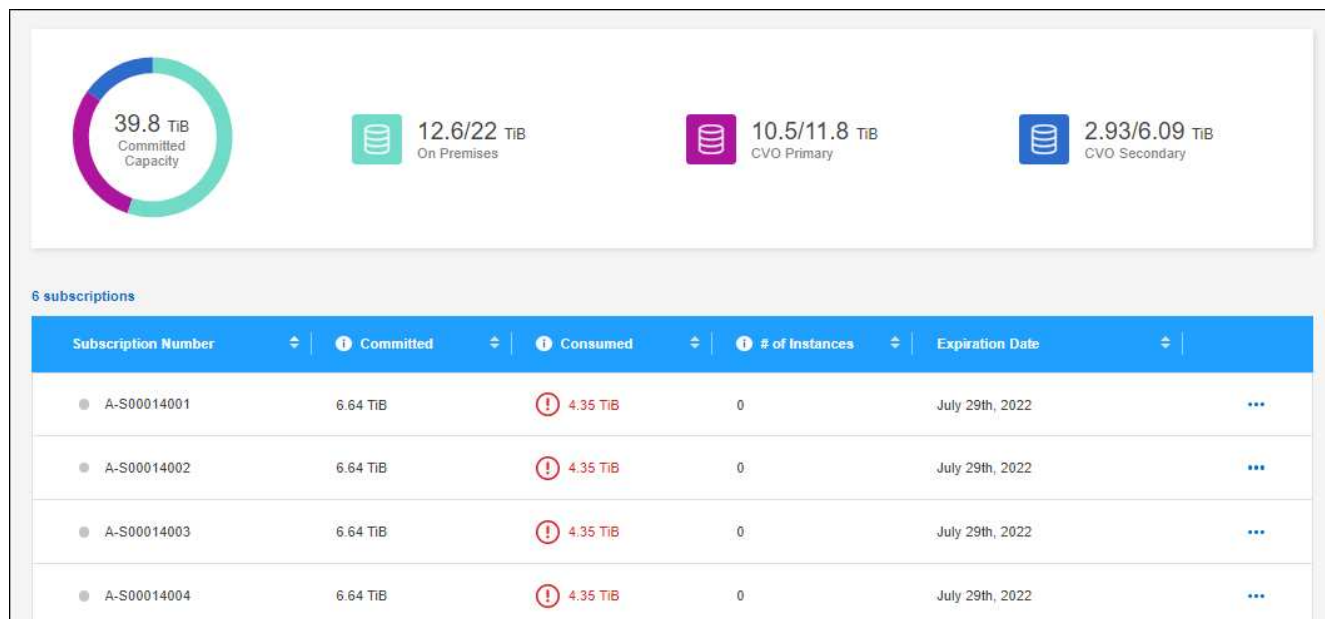 39.8 TiB
Committed
Capacity
12.6/22 TiB
On Premises
10.5/11.8 TiB
CVO Primary
2.93/6.09 TiB
CVO Secondary
6 subscriptions
Subscription Number Committed Consumed # of Instances Expiration Date
A-S00014001 6.64 TiB 4.35 TiB 0 July 29th, 2022
A-S00014002 6.64 TiB 4.35 TiB 0 July 29th, 2022
A-S00014003 6.64 TiB 4.35 TiB 0 July 29th, 2022
A-S00014004 6.64 TiB 4.35 TiB 0 July 29th, 2022